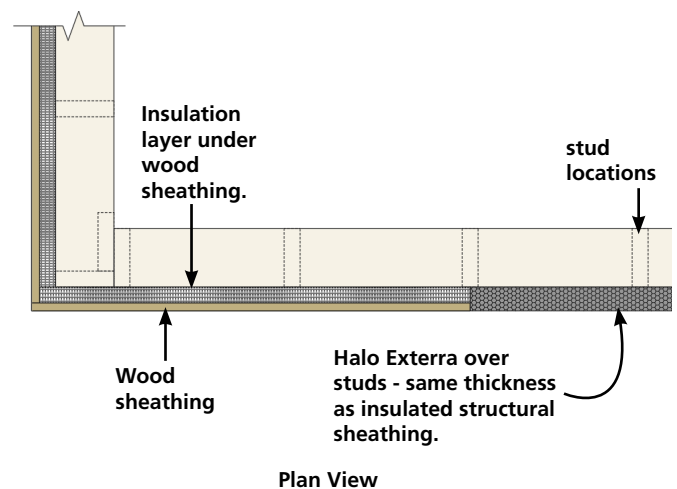 Insulation
layer under
wood
sheathing.
stud
locations
Wood
sheathing
Halo Exterra over
studs - same thickness
as insulated structural
sheathing.
Plan View